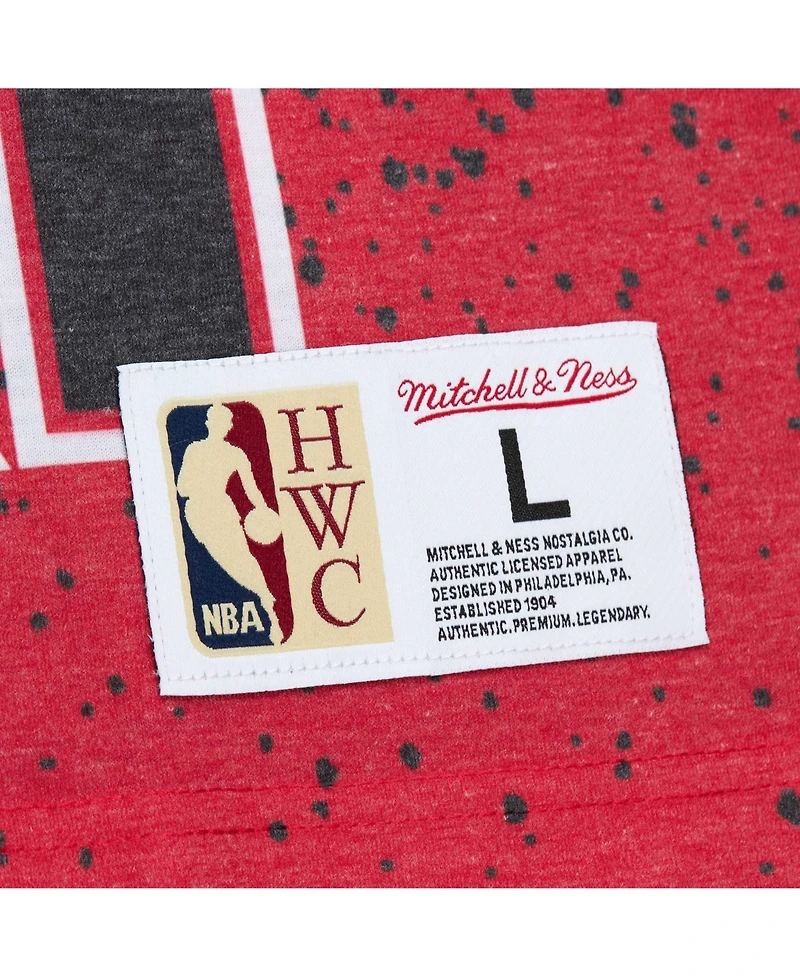 NBA
H
W
C
Mitchell & Ness
L
MITCHELL & NESS NOSTALGIA CO.
AUTHENTIC LICENSED APPAREL
DESIGNED IN PHILADELPHIA, PA.
ESTABLISHED 1904
AUTHENTIC.PREMIUM.LEGENDARY.